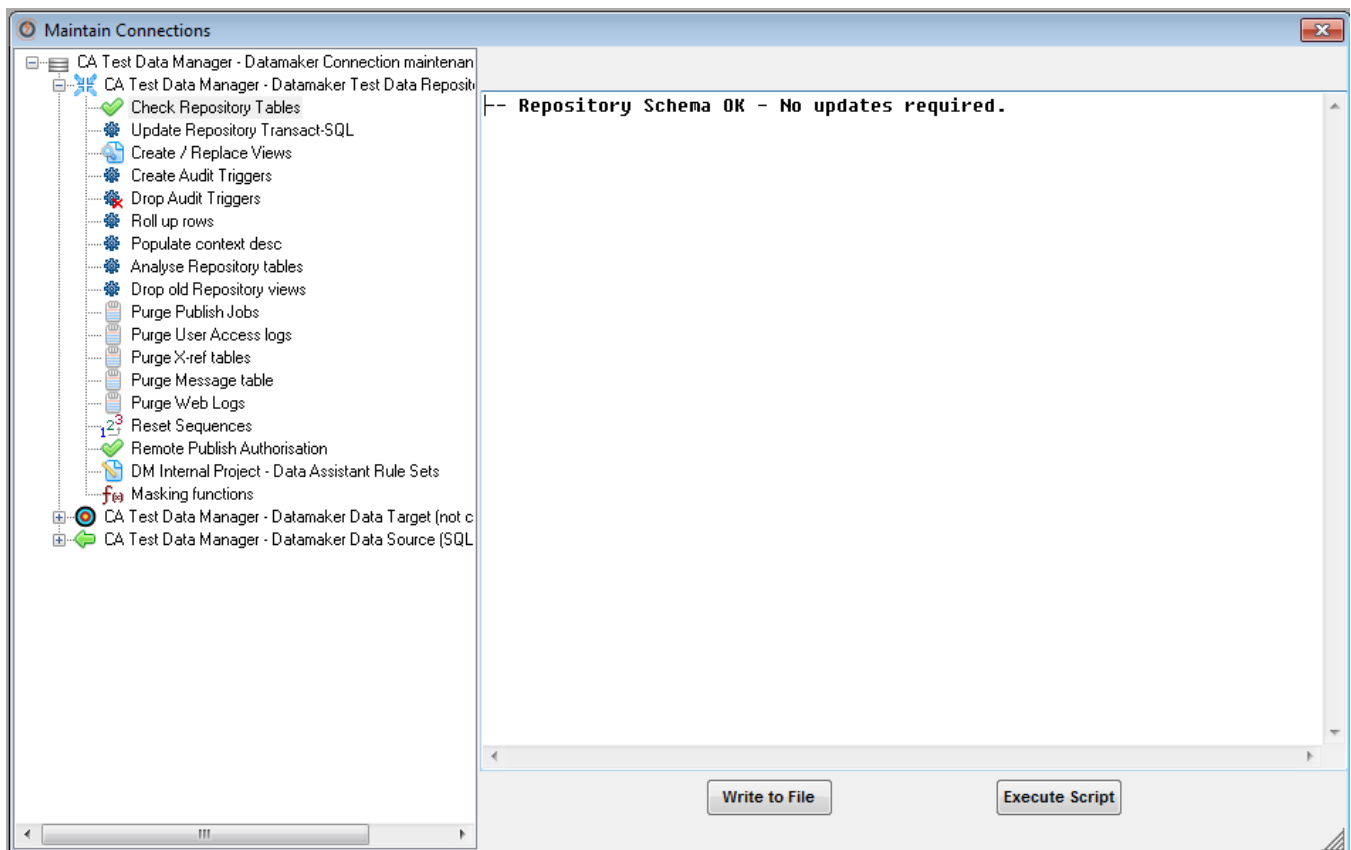 Maintain Connections
CA Test Data Manager - Datamaker Connection maintenan
CA Test Data Manager - Datamaker Test Data Reposit
Check Repository Tables
Update Repository Transact-SQL
Create / Replace Views
Create Audit Triggers
Drop Audit Triggers
Roll up rows
Populate context desc
Analyse Repository tables
Drop old Repository views
Purge Publish Jobs
Purge User Access logs
Purge X-ref tables
Purge Message table
Purge Web Logs
Reset Sequences
Remote Publish Authorisation
DM Internal Project - Data Assistant Rule Sets
Masking functions
CA Test Data Manager - Datamaker Data Target (not c
CA Test Data Manager - Datamaker Data Source (SQL
-- Repository Schema OK - No updates required.
Write to File
Execute Script